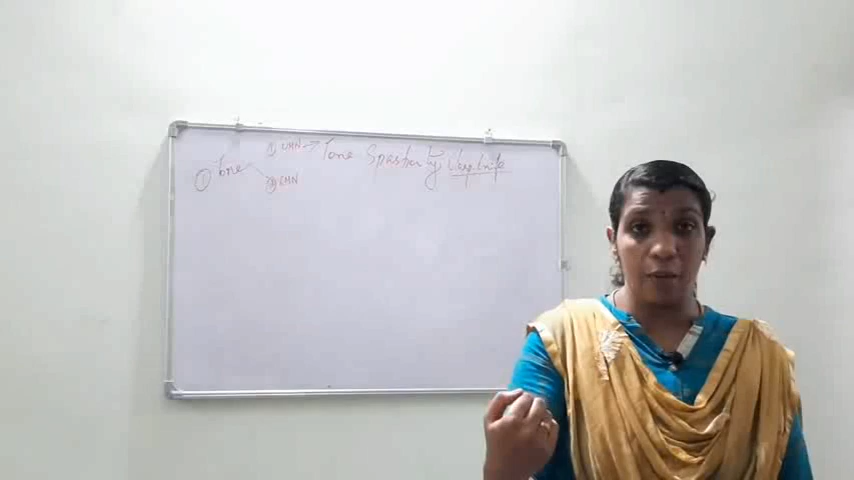 ① UMN → Tone Spasticity Clasp knife
① Tone
② LMN